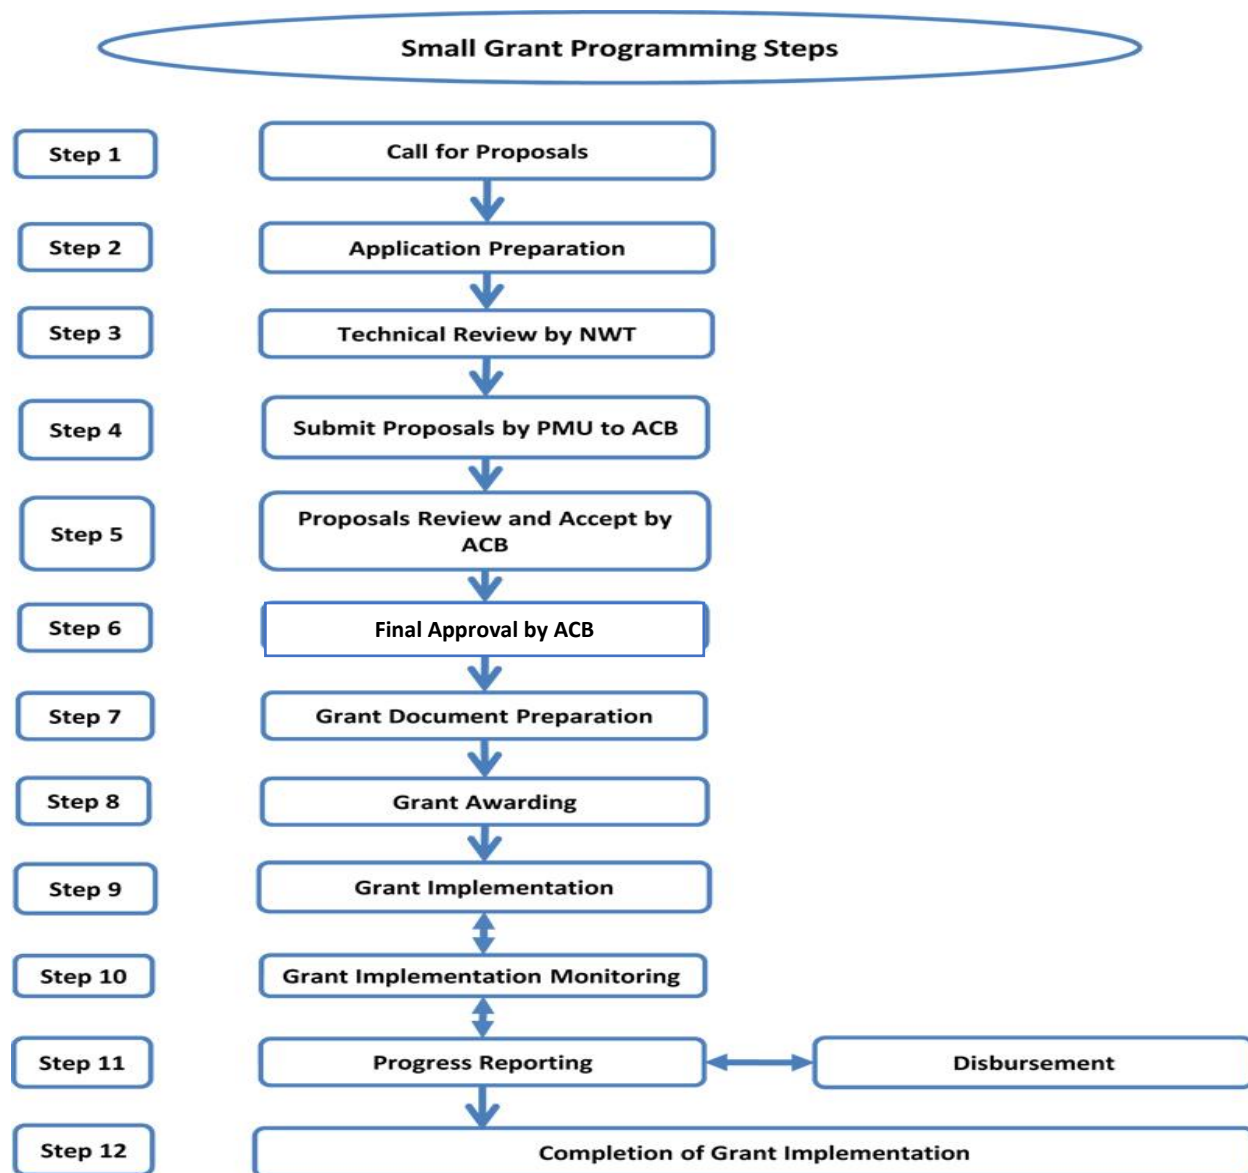 Small Grant Programming Steps
Step 1
Call for Proposals
Step 2
Application Preparation
Step 3
Technical Review by NWT
Step 4
Submit Proposals by PMU to ACB
Step 5
Proposals Review and Accept by
ACB
Step 6
Final Approval by ACB
Step 7
Grant Document Preparation
Step 8
Grant Awarding
Step 9
Grant Implementation
Step 10
Grant Implementation Monitoring
Step 11
Progress Reporting
Disbursement
Step 12
Completion of Grant Implementation